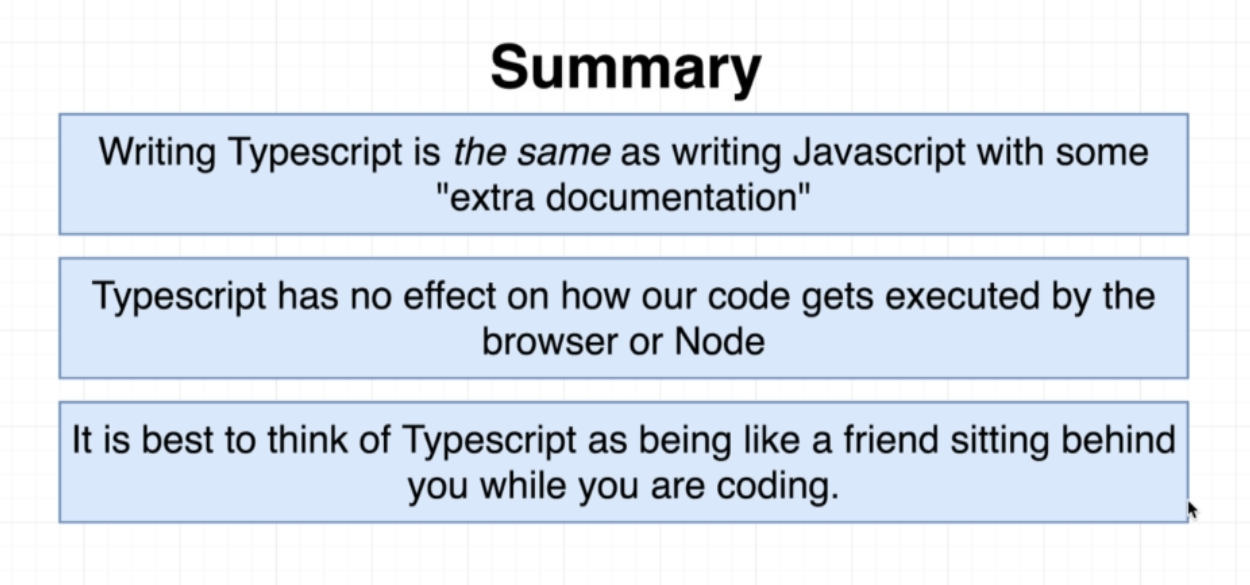 Summary
Writing Typescript is the same as writing Javascript with some
"extra documentation"
Typescript has no effect on how our code gets executed by the
browser or Node
It is best to think of Typescript as being like a friend sitting behind
you while you are coding.